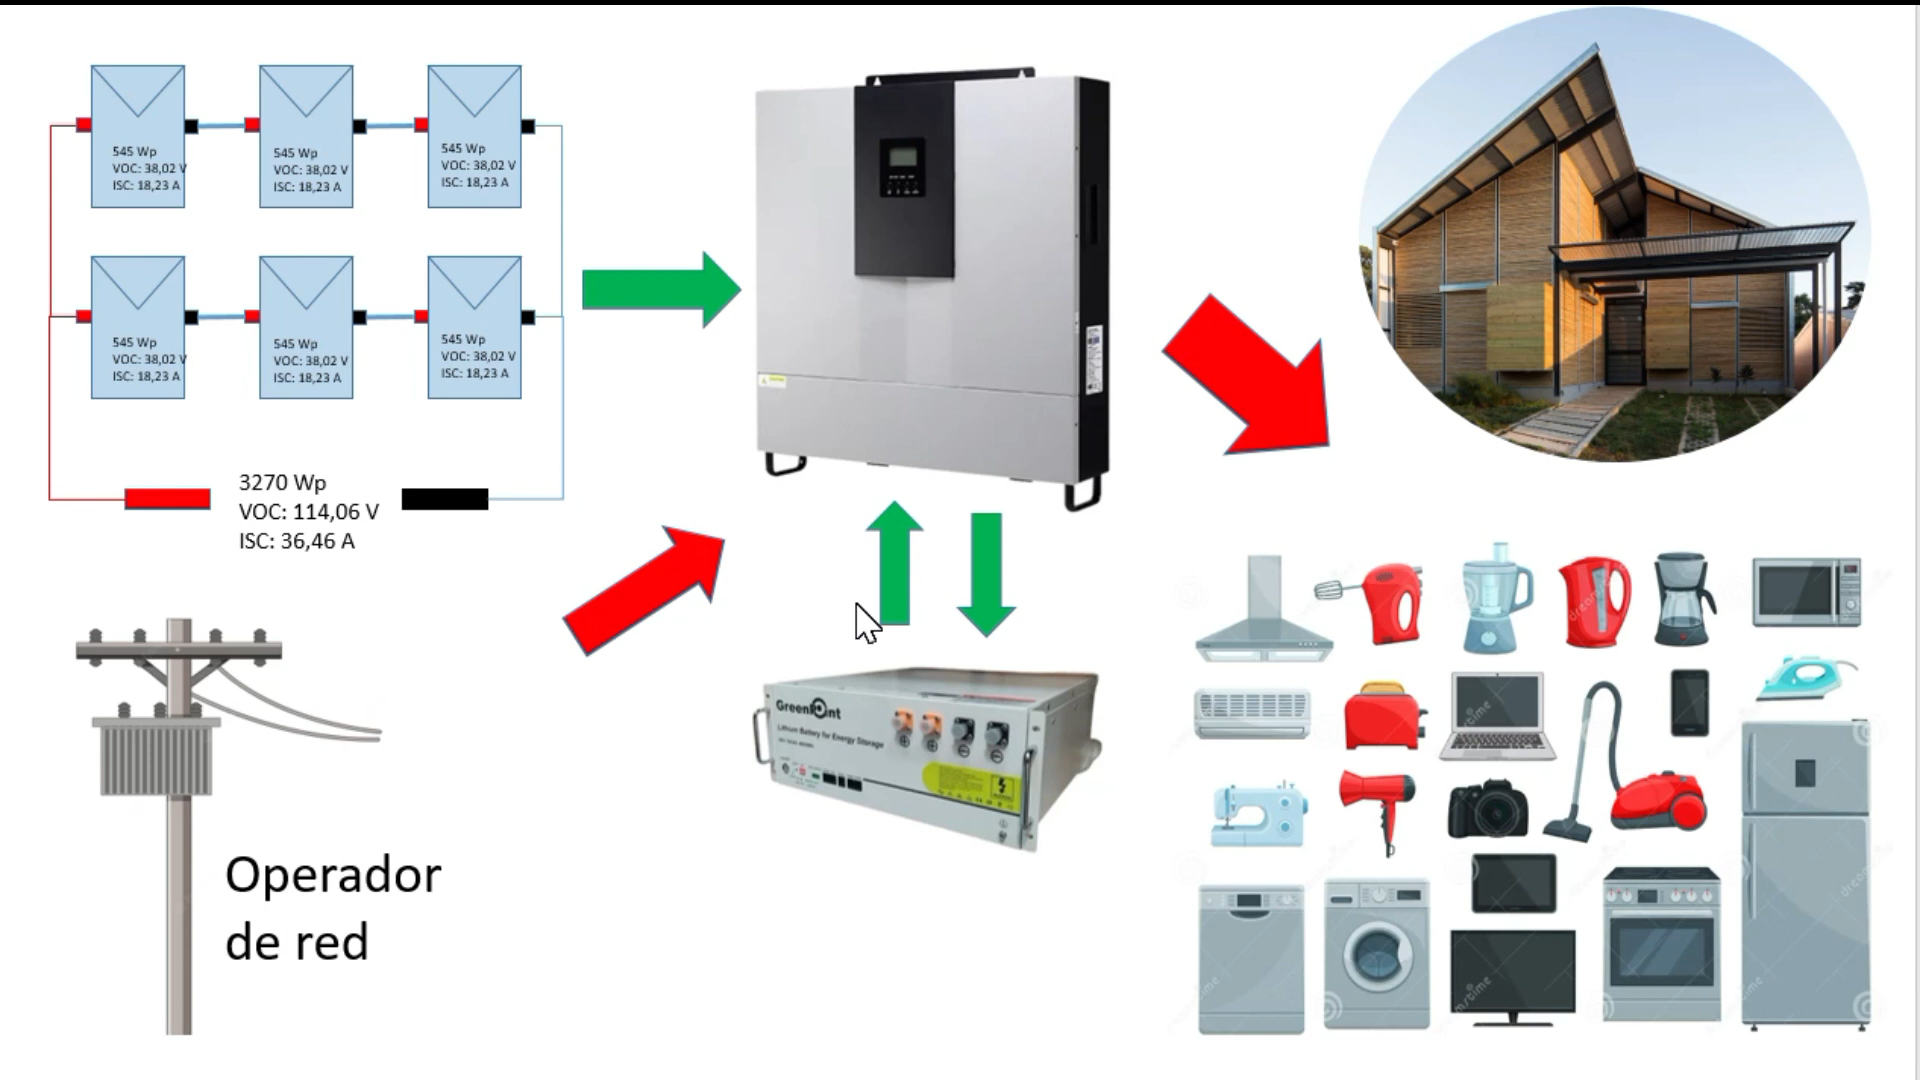 545 Wp
VOC: 38,02 V
ISC: 18,23 A
545 Wp
VOC: 38,02 V
ISC: 18,23 A
545 Wp
VOC: 38,02 V
ISC: 18,23 A
545 Wp
VOC: 38,02 V
ISC: 18,23 A
545 Wp
VOC: 38,02 V
ISC: 18,23 A
545 Wp
VOC: 38,02 V
ISC: 18,23 A
3270 Wp
VOC: 114,06 V
ISC: 36,46 A
GreenPoint
Lithium Battery for Energy Storage
Operador
de red